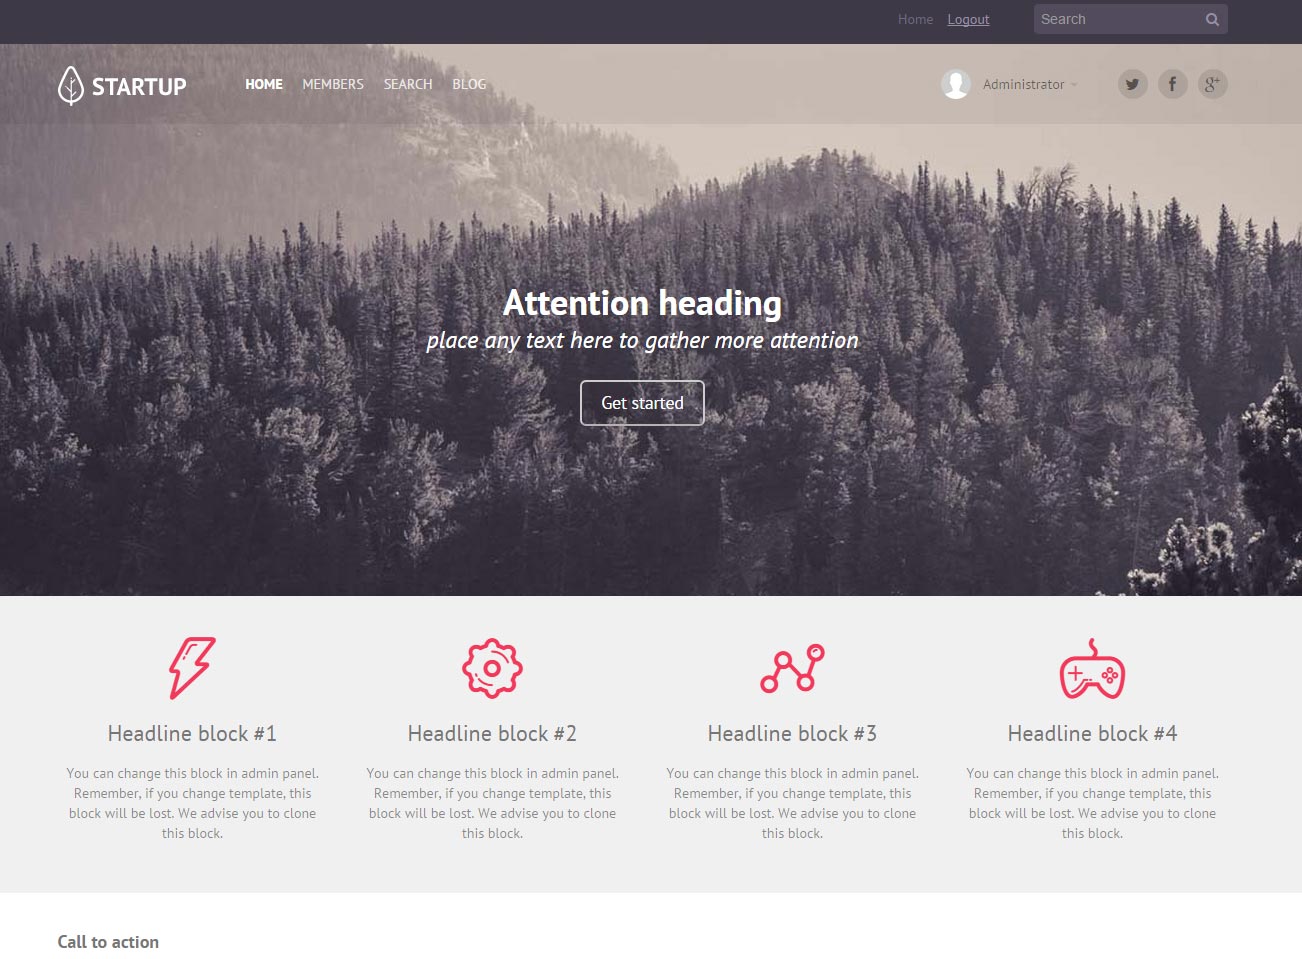 Home Logout Search
STARTUP HOME MEMBERS SEARCH BLOG Administrator
Attention heading
place any text here to gather more attention
Get started
Headline block #1
You can change this block in admin panel.
Remember, if you change template, this
block will be lost. We advise you to clone
this block.
Headline block #2
You can change this block in admin panel.
Remember, if you change template, this
block will be lost. We advise you to clone
this block.
Headline block #3
You can change this block in admin panel.
Remember, if you change template, this
block will be lost. We advise you to clone
this block.
Headline block #4
You can change this block in admin panel.
Remember, if you change template, this
block will be lost. We advise you to clone
this block.
Call to action